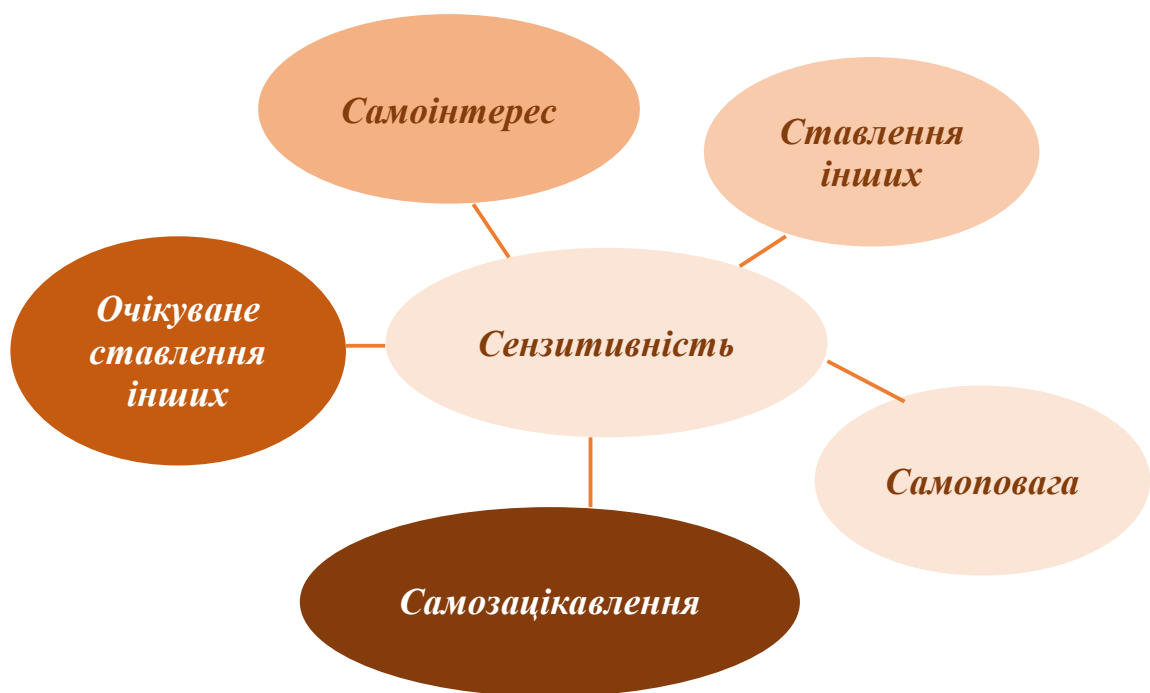 Самоінтерес
Ставлення
інших
Очікуване
ставлення
інших
Сензитивність
Самоповага
Самозацікавлення